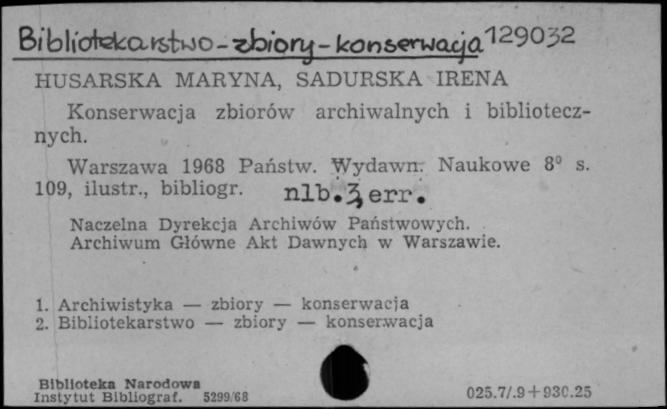 Bibliotekarstwo - zbiory - konserwacja 129032
HUSARSKA MARYNA, SADURSKA IRENA
Konserwacja zbiorów archiwalnych i bibliotecz-
nych.
Warszawa 1968 Państw. Wydawn. Naukowe 8⁰ s.
109, ilustr., bibliogr. nlb. 3, err.
Naczelna Dyrekcja Archiwów Państwowych.
Archiwum Główne Akt Dawnych w Warszawie.
1. Archiwistyka — zbiory — konserwacja
2. Bibliotekarstwo — zbiory — konserwacja
Biblioteka Narodowa
Instytut Bibliograf. 5299/68
025.7/.9+930.25